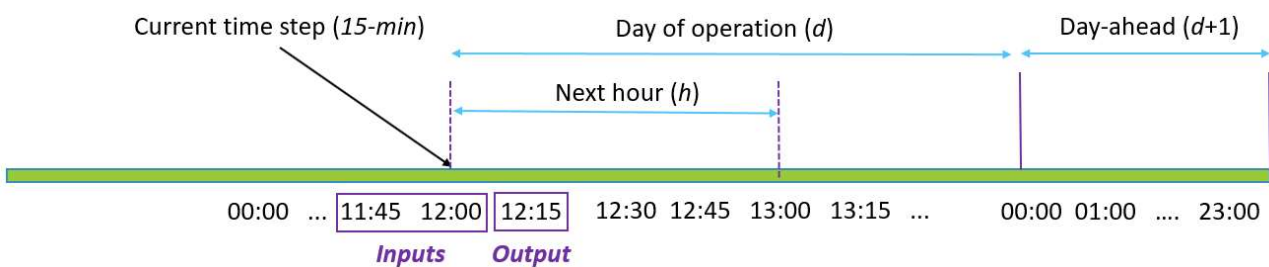 Current time step (15-min)
Day of operation (d)
Day-ahead (d+1)
Next hour (h)
00:00 ... 11:45 12:00 12:15 12:30 12:45 13:00 13:15 ... 00:00 01:00 .... 23:00
Inputs Output